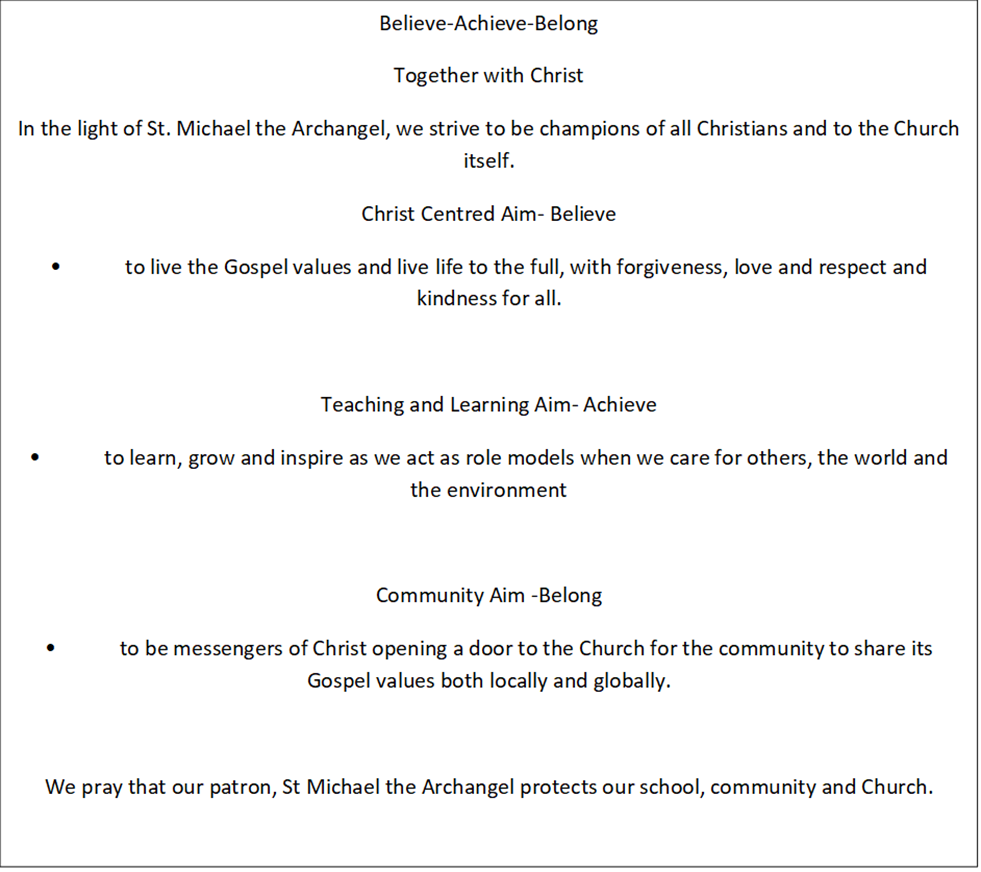 Believe-Achieve-Belong
Together with Christ
In the light of St. Michael the Archangel, we strive to be champions of all Christians and to the Church
itself.
Christ Centred Aim- Believe
• to live the Gospel values and live life to the full, with forgiveness, love and respect and
kindness for all.
Teaching and Learning Aim- Achieve
• to learn, grow and inspire as we act as role models when we care for others, the world and
the environment
Community Aim -Belong
• to be messengers of Christ opening a door to the Church for the community to share its
Gospel values both locally and globally.
We pray that our patron, St Michael the Archangel protects our school, community and Church.